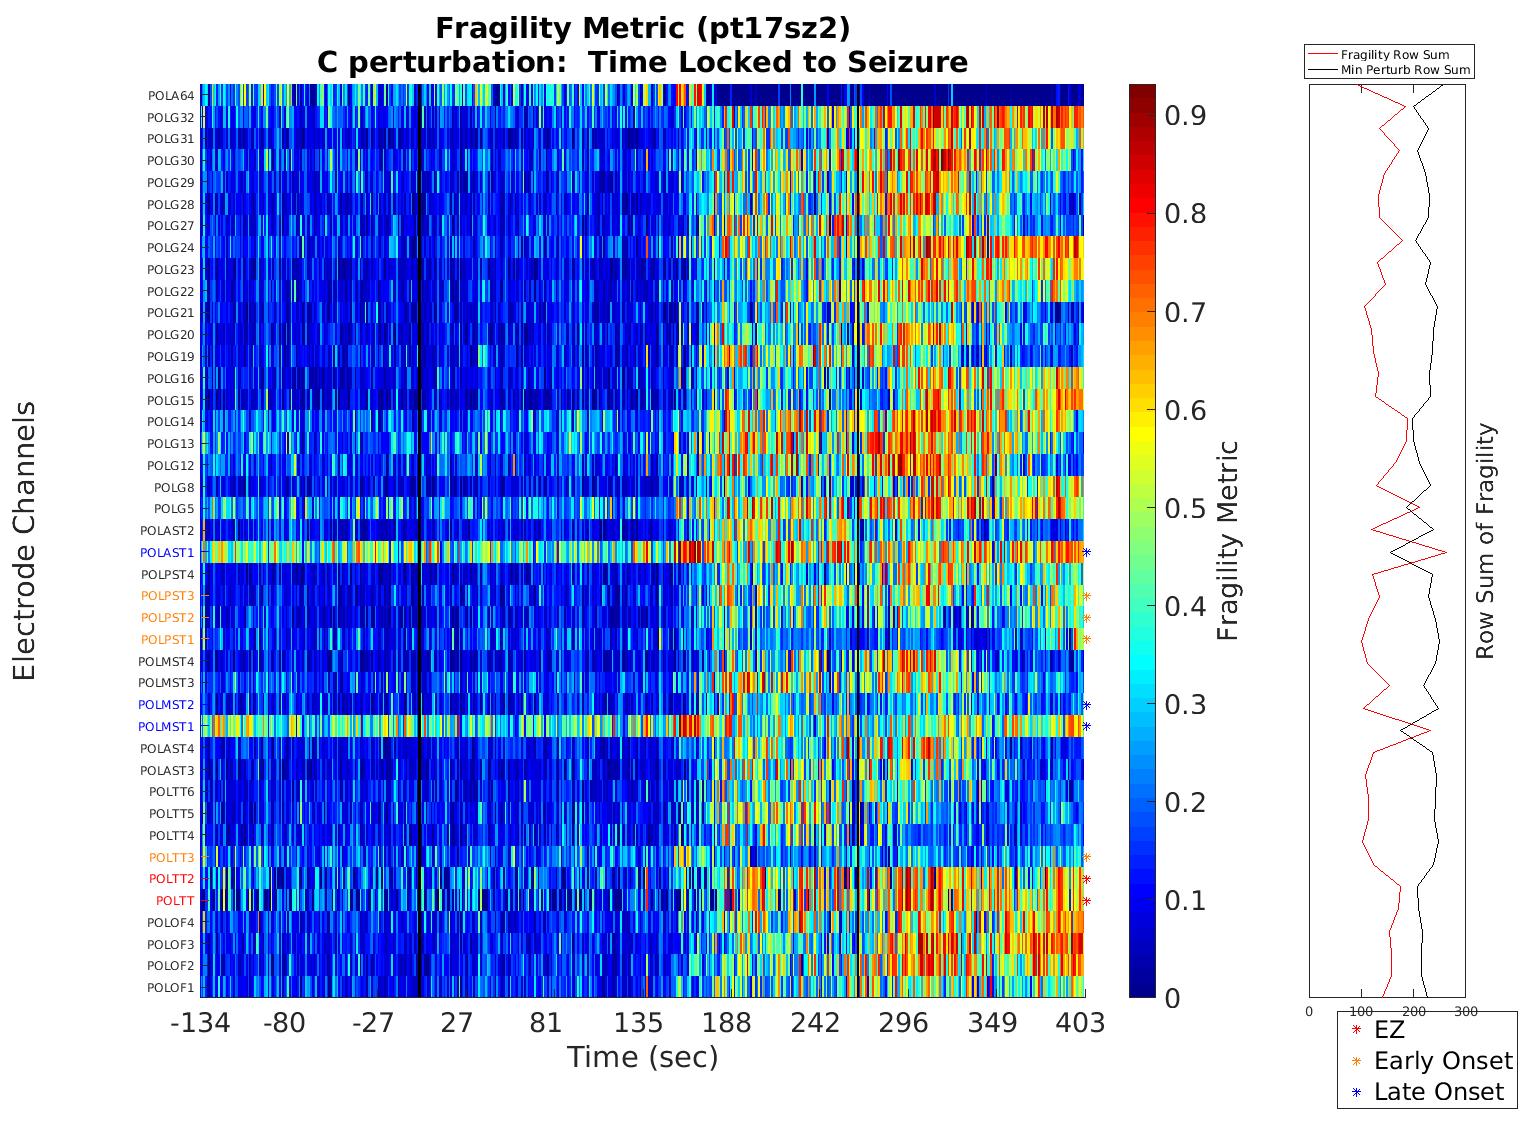 Fragility Metric (pt17sz2)
C perturbation:  Time Locked to Seizure
Electrode Channels
POLA64
POLG32
POLG31
POLG30
POLG29
POLG28
POLG27
POLG24
POLG23
POLG22
POLG21
POLG20
POLG19
POLG16
POLG15
POLG14
POLG13
POLG12
POLG8
POLG5
POLAST2
POLAST1
POLPST4
POLPST3
POLPST2
POLPST1
POLMST4
POLMST3
POLMST2
POLMST1
POLAST4
POLAST3
POLTT6
POLTT5
POLTT4
POLTT3
POLTT2
POLTT
POLOF4
POLOF3
POLOF2
POLOF1
-134 -80 -27 27 81 135 188 242 296 349 403
Time (sec)
0.9
0.8
0.7
0.6
0.5
0.4
0.3
0.2
0.1
0
Fragility Metric
Fragility Row Sum
Min Perturb Row Sum
0 100 200 300
Row Sum of Fragility
EZ
Early Onset
Late Onset